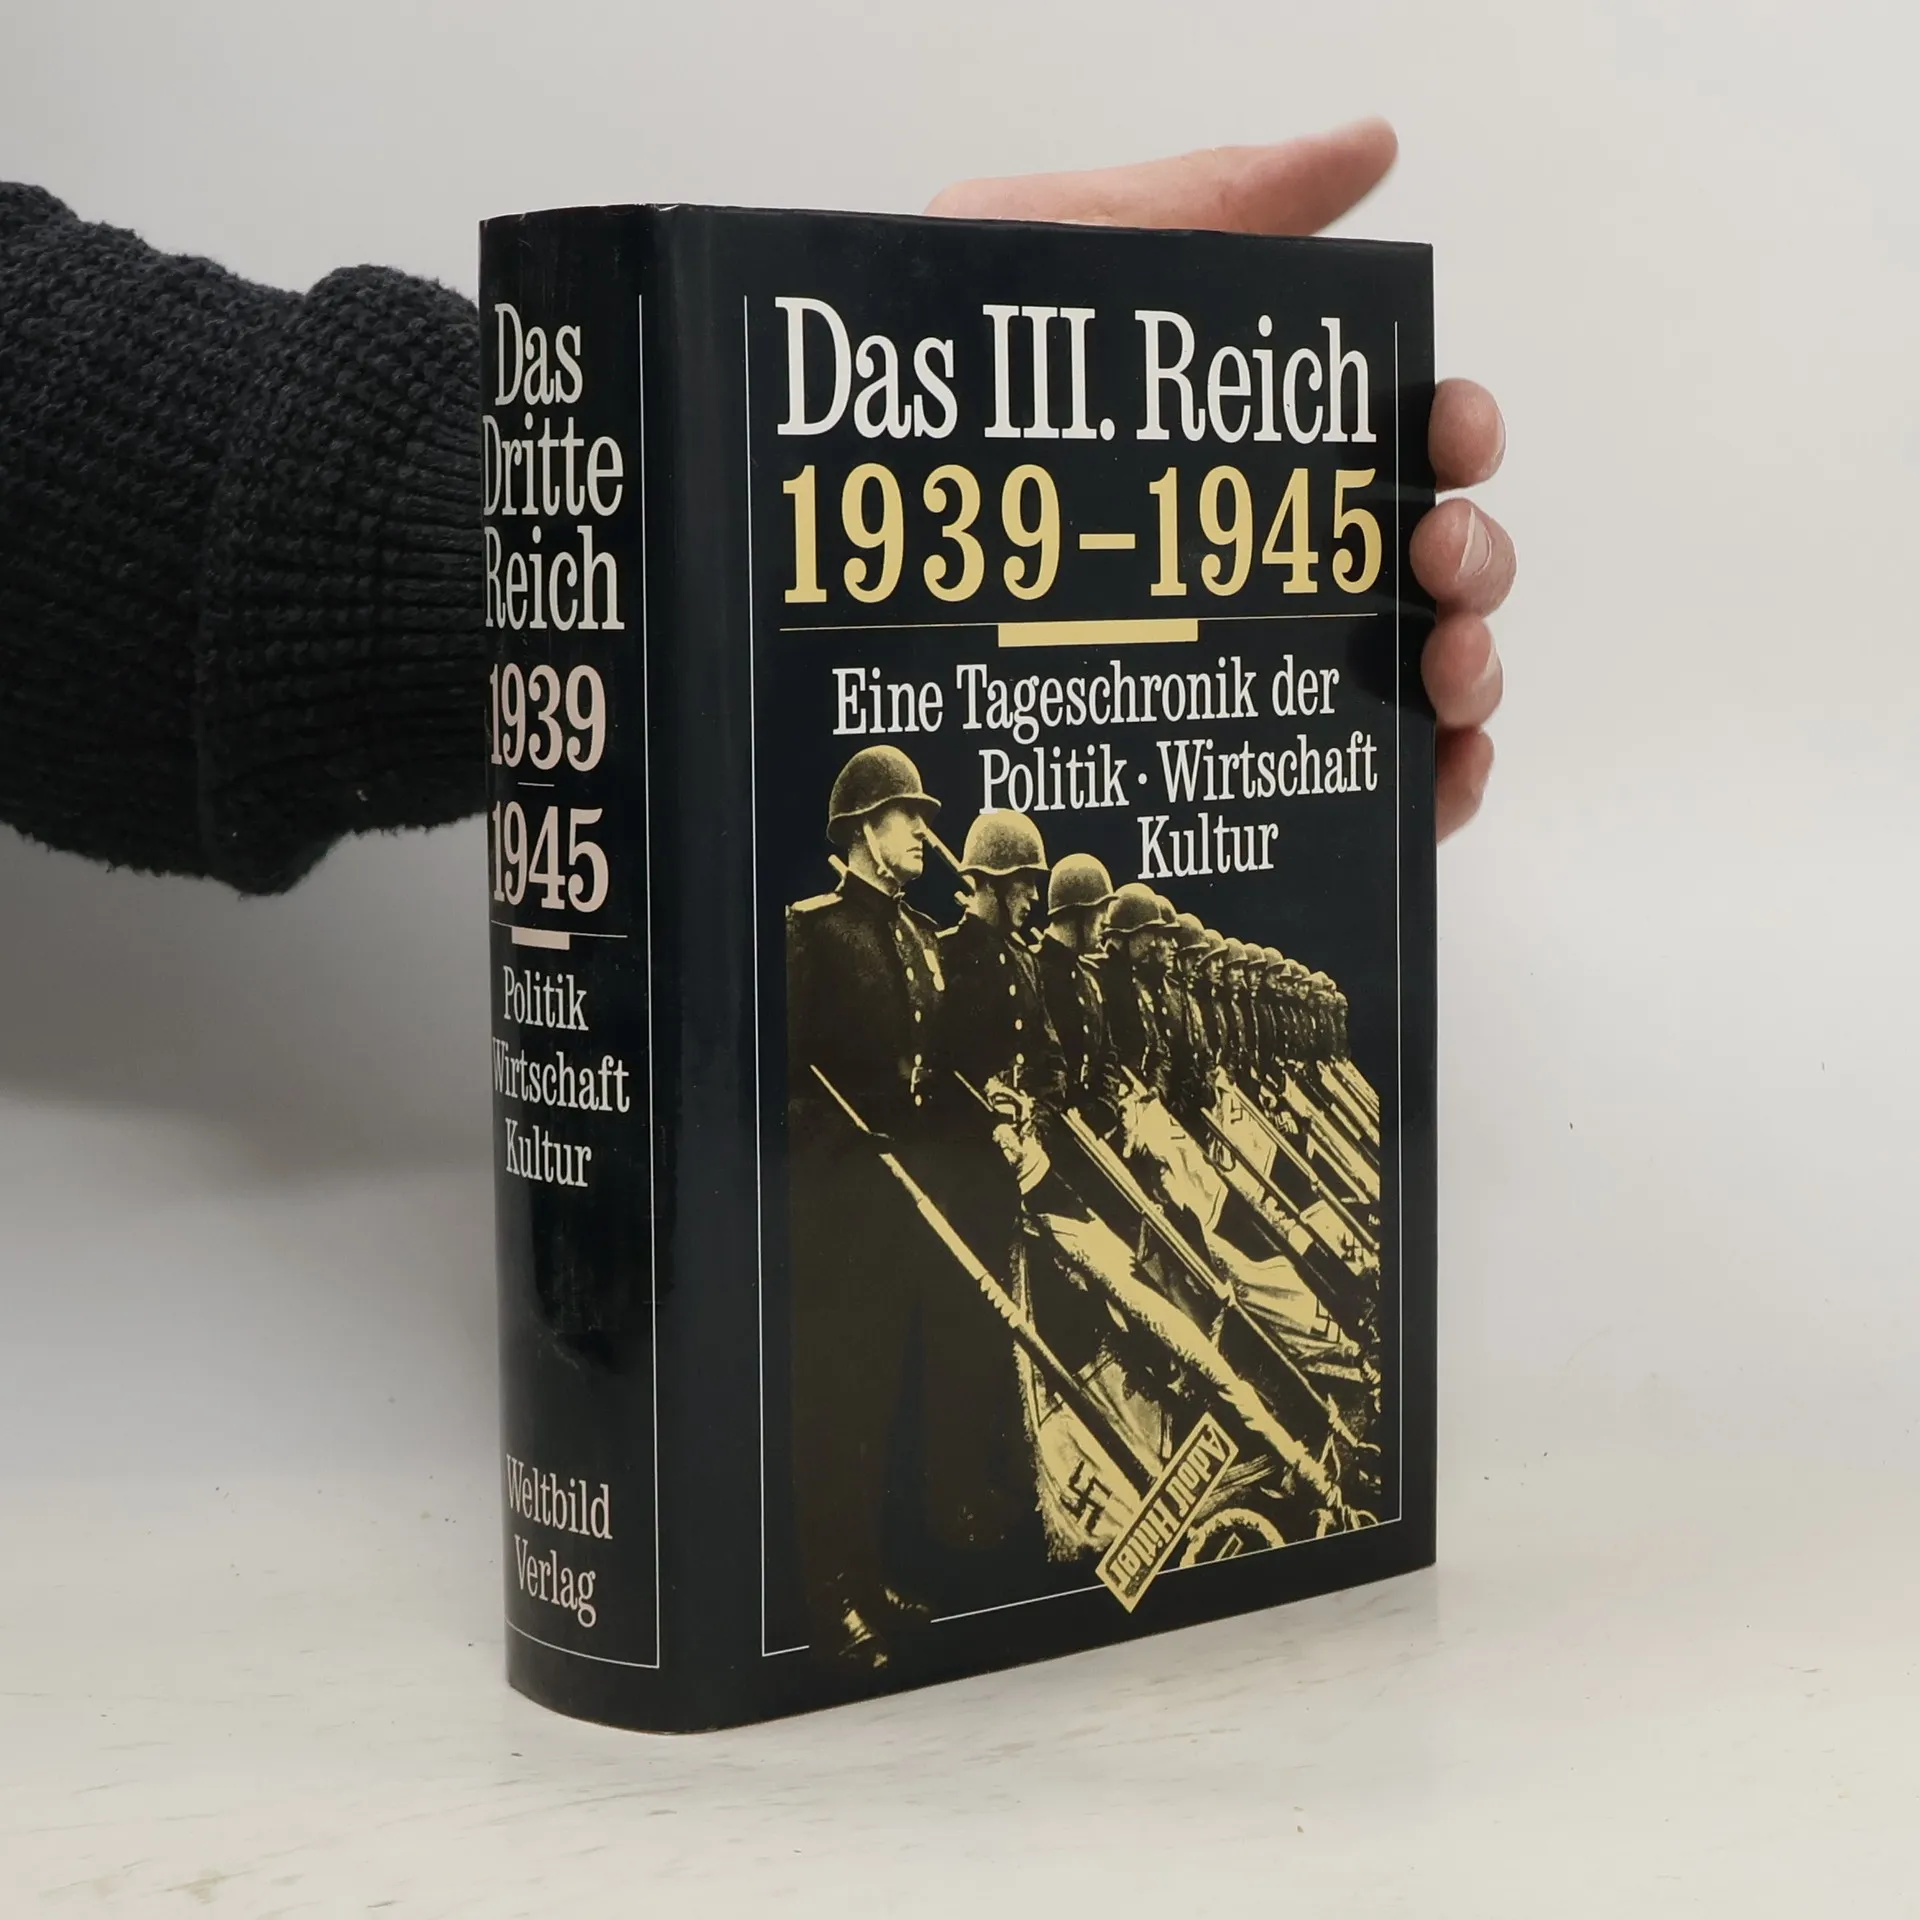 Das
Dritte
Reich
1939
1945
Politik
Wirtschaft
Kultur
Weltbild
Verlag
Das III. Reich
1939–1945
Eine Tageschronik der
Politik · Wirtschaft
Kultur
Adolf Hitler